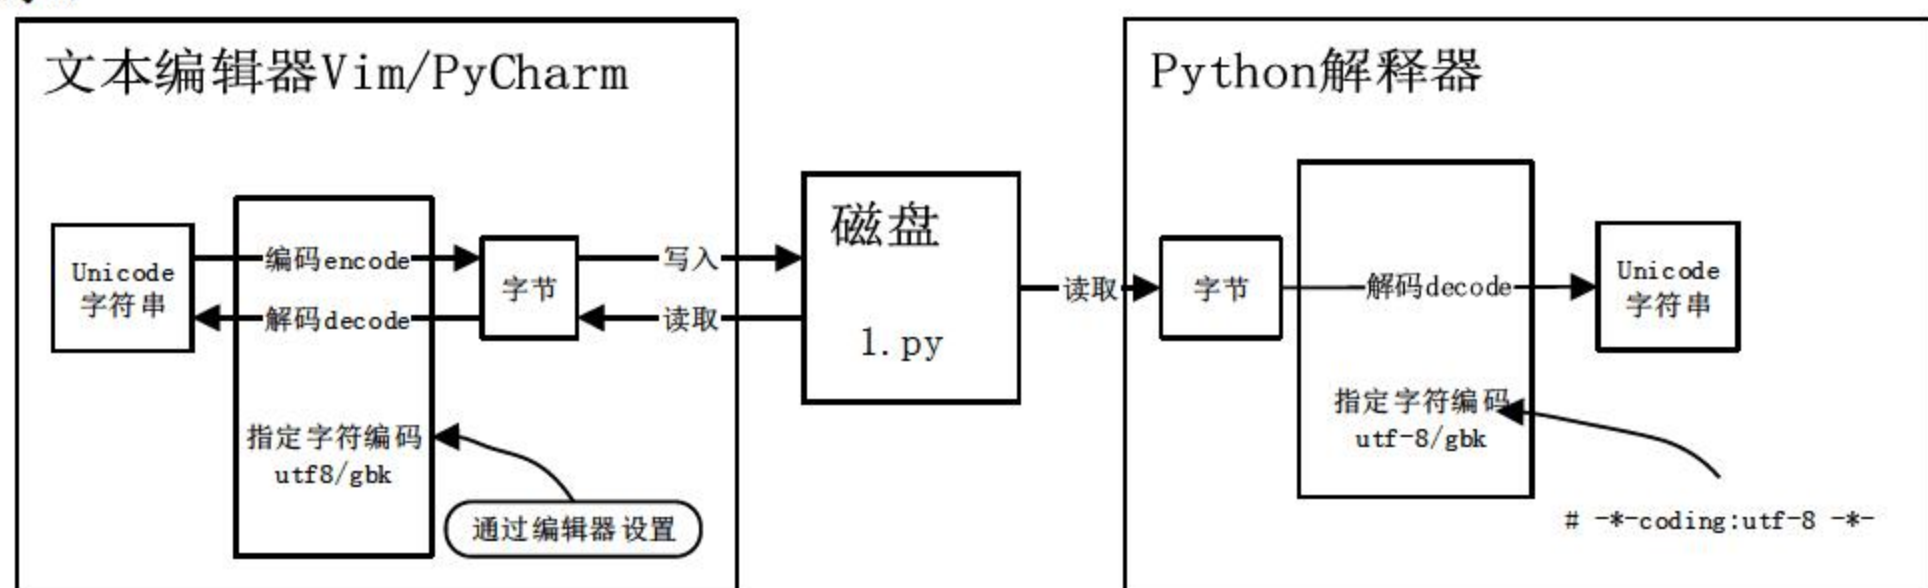 文本编辑器Vim/PyCharm
Unicode
字符串
编码encode
解码decode
字节
写入
读取
指定字符编码
utf8/gbk
通过编辑器设置
磁盘
1.py
读取
Python解释器
字节
解码decode
Unicode
字符串
指定字符编码
utf-8/gbk
# -*-coding:utf-8 -*-